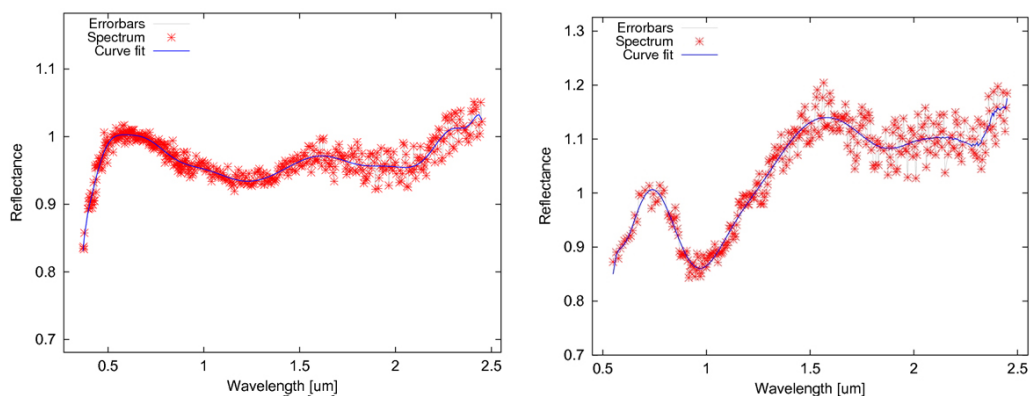 Errorbars
Spectrum
Curve fit
1.1
1
0.9
0.8
0.7
Reflectance
0.5 1 1.5 2 2.5
Wavelength [um]
Errorbars
Spectrum
Curve fit
1.3
1.2
1.1
1
0.9
0.8
0.7
Reflectance
0.5 1 1.5 2 2.5
Wavelength [um]